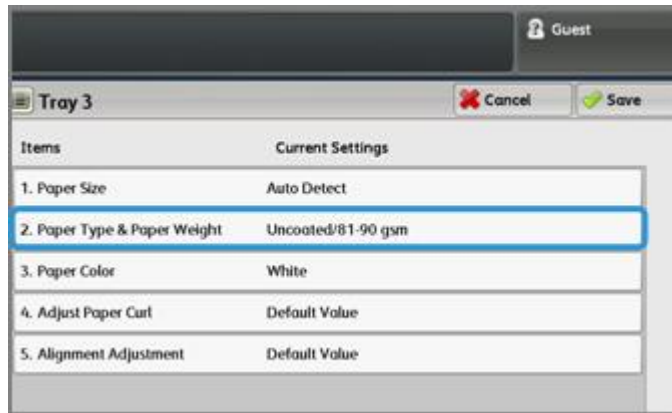 Guest
Tray 3 Cancel Save
Items Current Settings
1. Paper Size Auto Detect
2. Paper Type & Paper Weight Uncoated/81-90 gsm
3. Paper Color White
4. Adjust Paper Curl Default Value
5. Alignment Adjustment Default Value